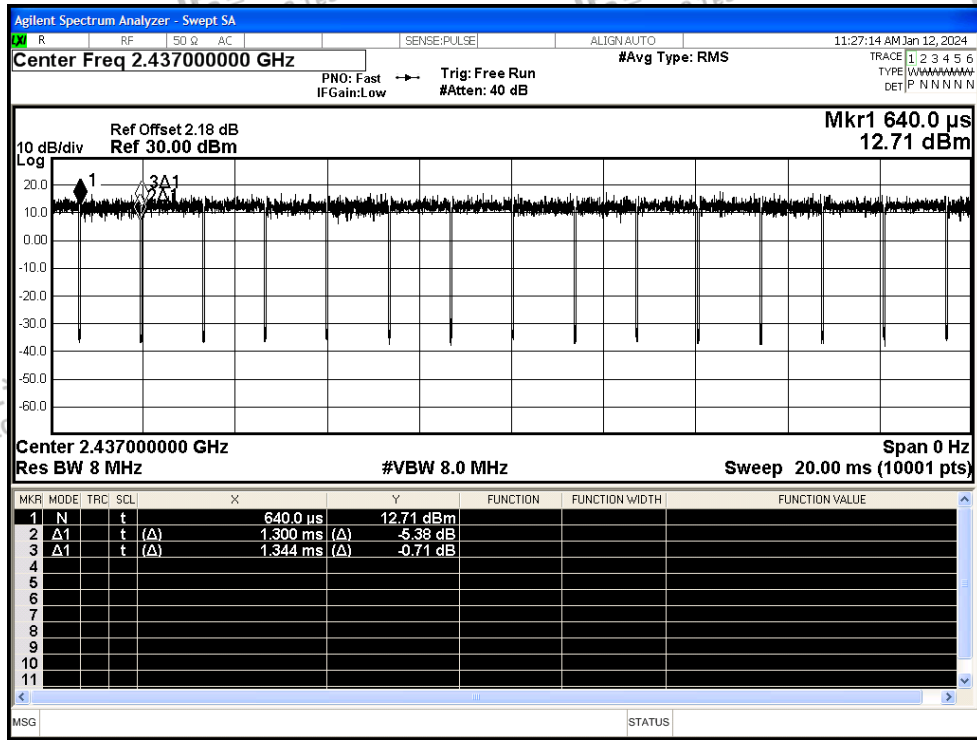 Agilent Spectrum Analyzer - Swept SA
LXI R RF 50 Ω AC SENSE:PULSE ALIGN AUTO 11:27:14 AM Jan 12, 2024
Center Freq 2.437000000 GHz #Avg Type: RMS TRACE 1 2 3 4 5 6
PNO: Fast Trig: Free Run TYPE WWWWWW
IFGain:Low #Atten: 40 dB DET P N N N N N
Mkr1 640.0 µs
Ref Offset 2.18 dB
10 dB/div Ref 30.00 dBm 12.71 dBm
Log
1 3Δ1
20.0
2Δ1
10.0
0.00
-10.0
-20.0
-30.0
-40.0
-50.0
-60.0
Center 2.437000000 GHz Span 0 Hz
Res BW 8 MHz #VBW 8.0 MHz Sweep 20.00 ms (10001 pts)
MKR MODE TRC SCL X Y FUNCTION FUNCTION WIDTH FUNCTION VALUE
1 N t 640.0 µs 12.71 dBm
2 Δ1 t (Δ) 1.300 ms (Δ) -5.38 dB
3 Δ1 t (Δ) 1.344 ms (Δ) -0.71 dB
4
5
6
7
8
9
10
11
MSG STATUS